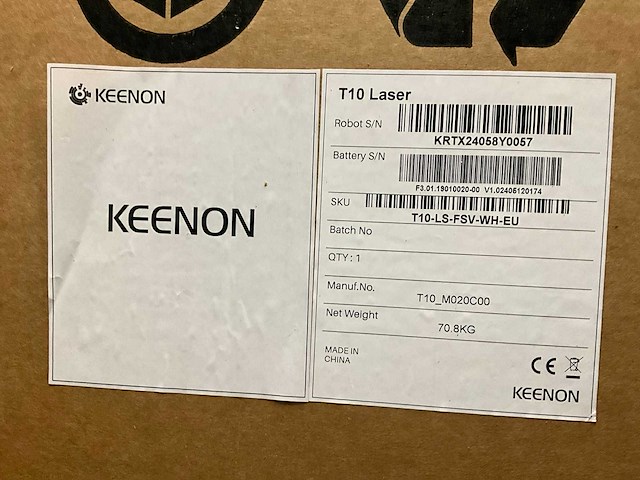 KEENON
KEENON
T10 Laser
Robot S/N
KRTX24058Y0057
Battery S/N
F3.01.19010020-00 V1.02405120174
SKU
T10-LS-FSV-WH-EU
Batch No
QTY: 1
Manuf.No. T10_M020C00
Net Weight 70.8KG
MADE IN
CHINA
CE
KEENON